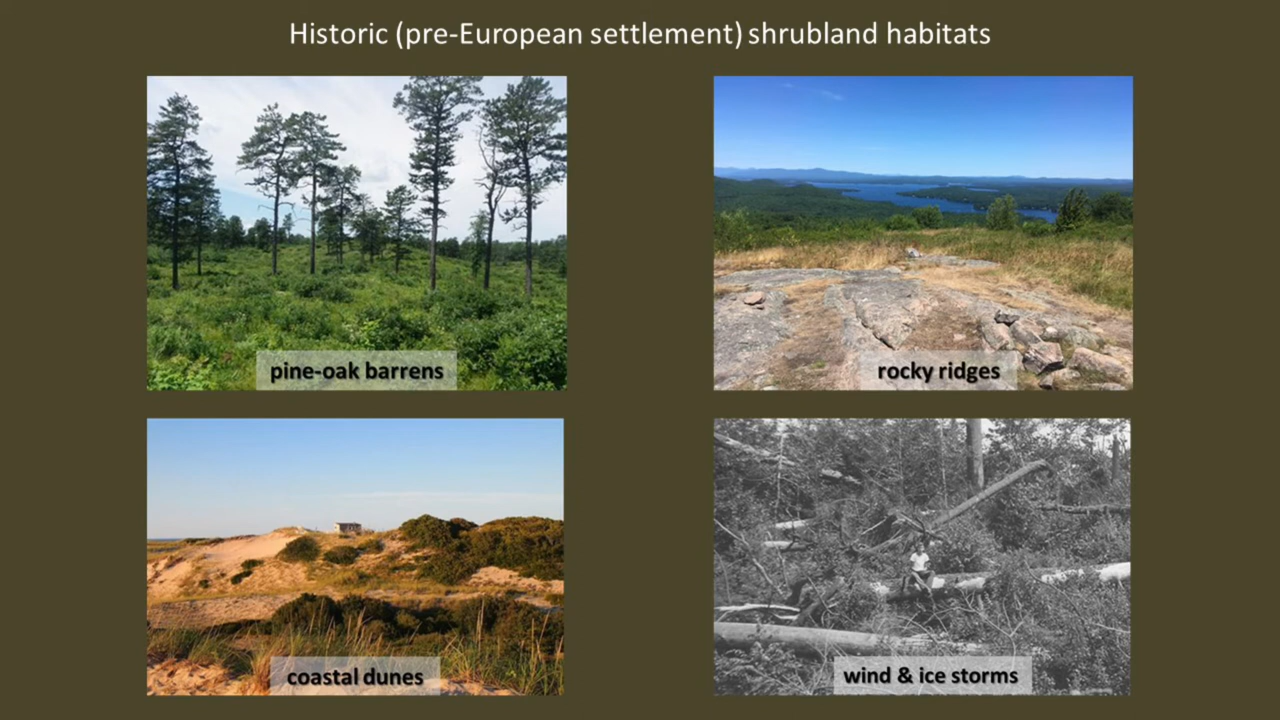 Historic (pre-European settlement) shrubland habitats
pine-oak barrens
rocky ridges
coastal dunes
wind & ice storms